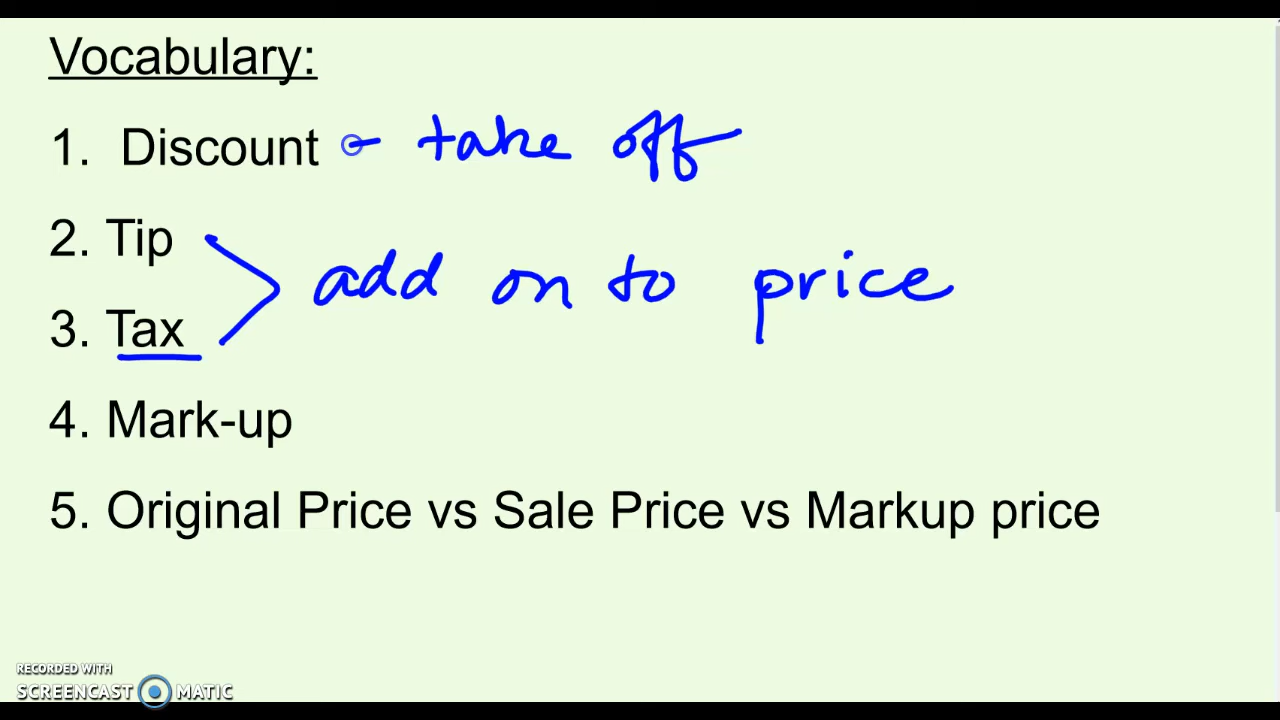 Vocabulary:
1. Discount - take off
2. Tip
add on to price
3. Tax
4. Mark-up
5. Original Price vs Sale Price vs Markup price
RECORDED WITH
SCREENCAST MATIC